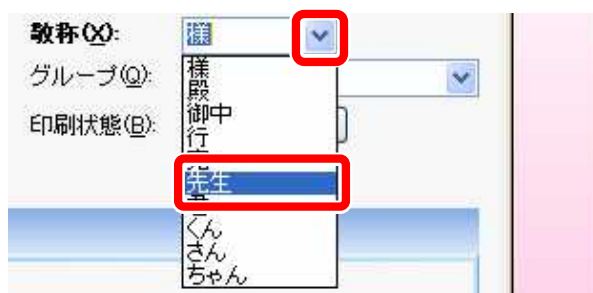 敬称(X):
様
グループ(Q):
印刷状態(B):
様
殿
御中
行
先生
くん
さん
ちゃん